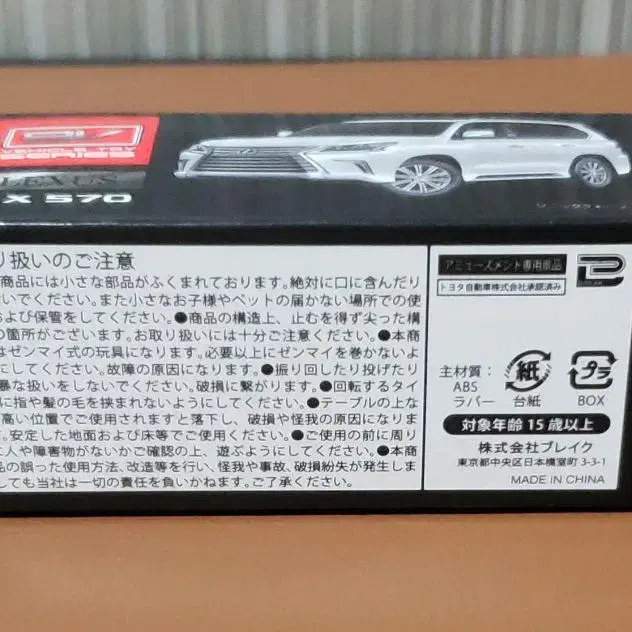 VEHICLE TOY
SERIES
LEXUS
X 570
り扱いのご注意
商品には小さな部品がふくまれております。絶対に口に含んだり
いでください。また小さなお子様やペットの届かない場所での使
および保管をしてください。●商品の構造上、止むを得ず尖った構
の箇所がございます。お取り扱いには十分ご注意ください。●本商
はゼンマイ式の玩具になります。必要以上にゼンマイを巻かないよ
にしてください。故障の原因になります。●振り回したり投げたり
暴な扱いをしないでください。破損に繋がります。●回転するタイ
に指や髪の毛を挟まれないようにしてください。●テーブルの上な
高い位置でご使用されますと落下し、破損や怪我の原因になりま
。安定した地面および床等でご使用ください。●ご使用の前に周り
人や障害物がないかご確認の上、遊ぶようにしてください。●本商
品の誤った使用方法、改造等を行い、怪我や事故、破損紛失が発生しま
しても当社は一切の責任を負いかねます。ご了承ください。
アミューズメント専用部品
トヨタ自動車株式会社承認済み
主材質：
ABS
ラバー
紙
台紙
プラ
BOX
対象年齢15歳以上
株式会社ブレイク
東京都中央区日本橋室町3-3-1
MADE IN CHINA